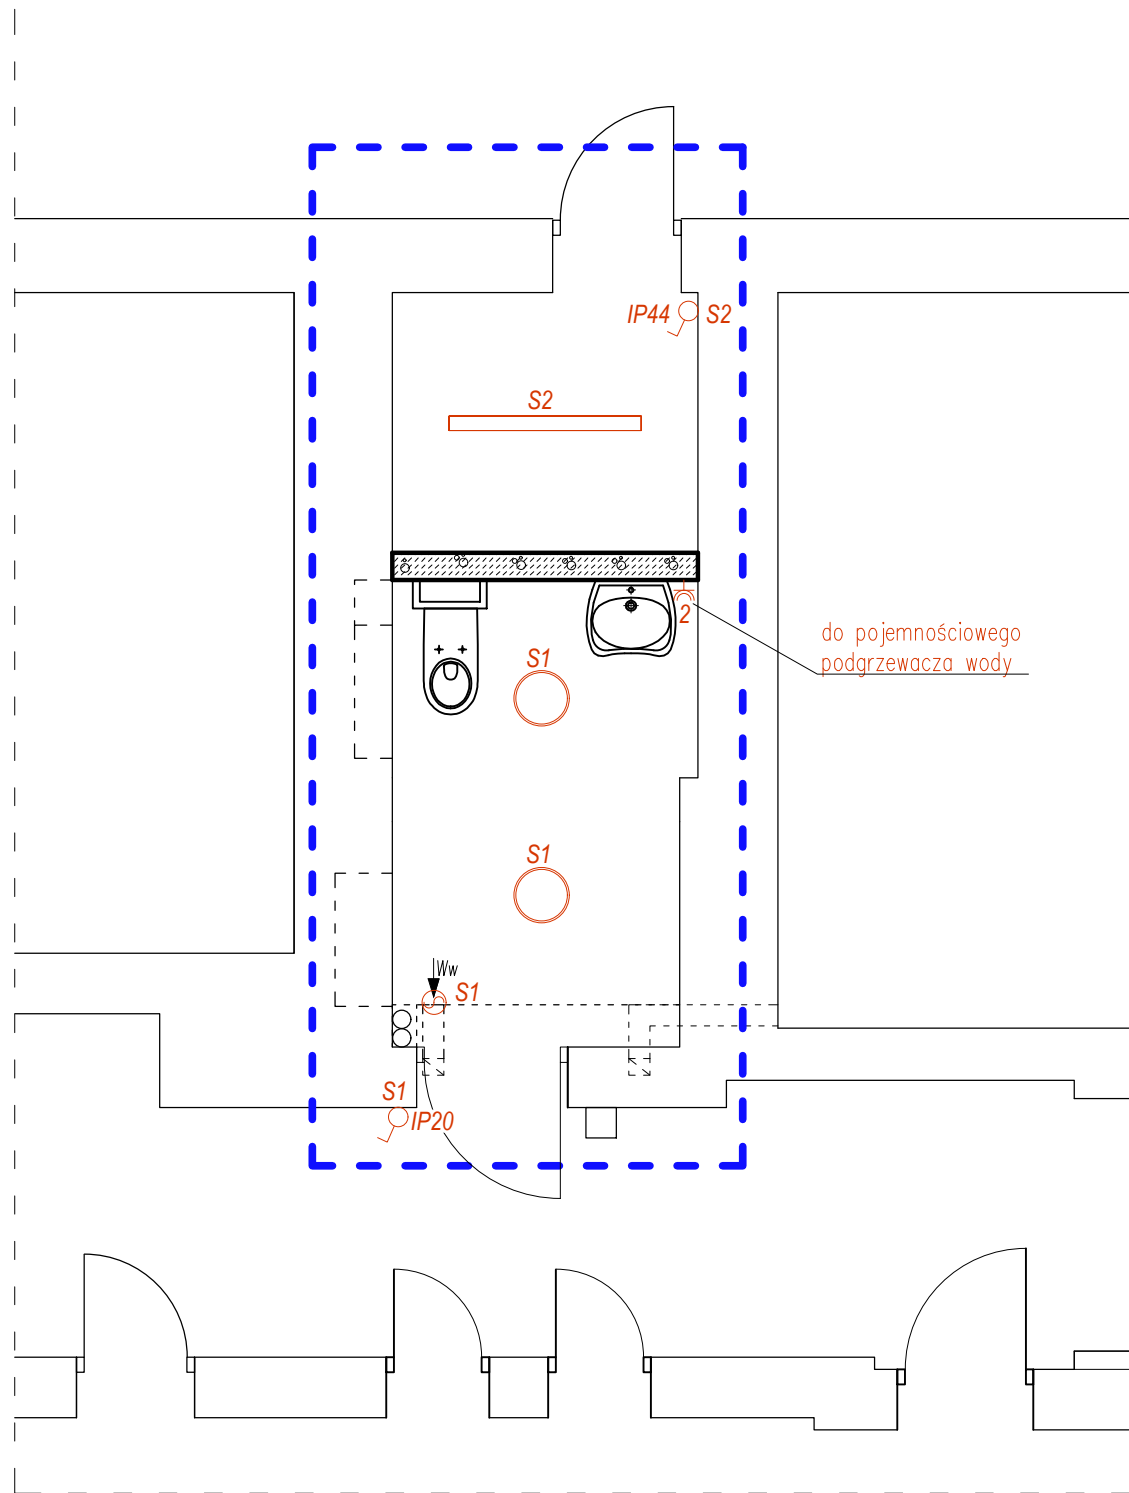 IP44 S2
S2
2
do pojemnościowego
podgrzewacza wody
S1
S1
Ww
S1
S1
IP20